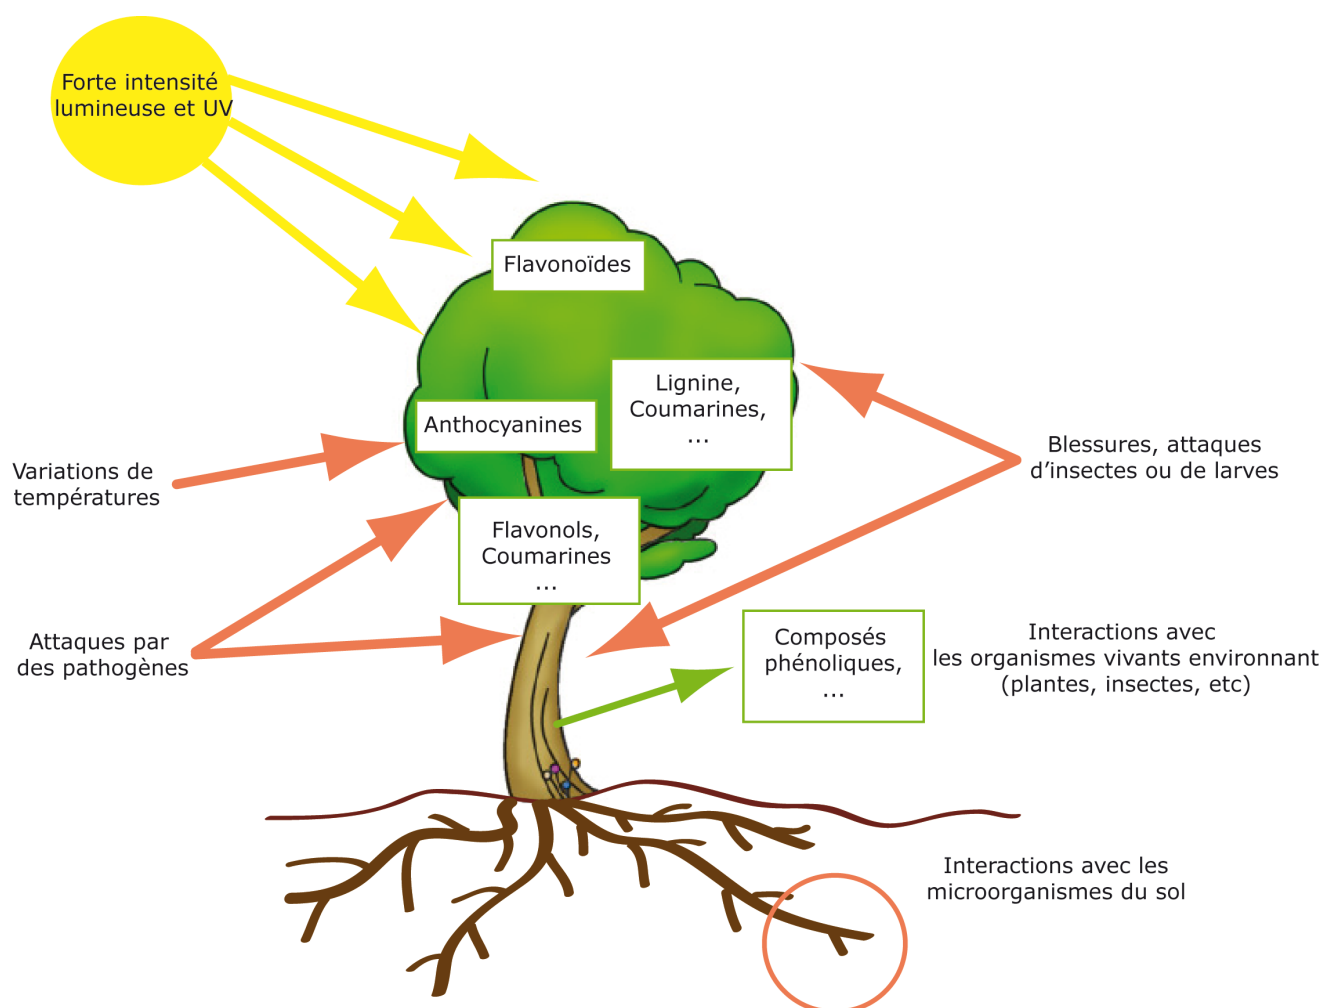 Forte intensité
lumineuse et UV
Flavonoïdes
Lignine,
Coumarines,
...
Anthocyanines
Variations de
températures
Blessures, attaques
d'insectes ou de larves
Flavonols,
Coumarines
...
Attaques par
des pathogènes
Composés
phénoliques,
...
Interactions avec
les organismes vivants environnant
(plantes, insectes, etc)
Interactions avec les
microorganismes du sol